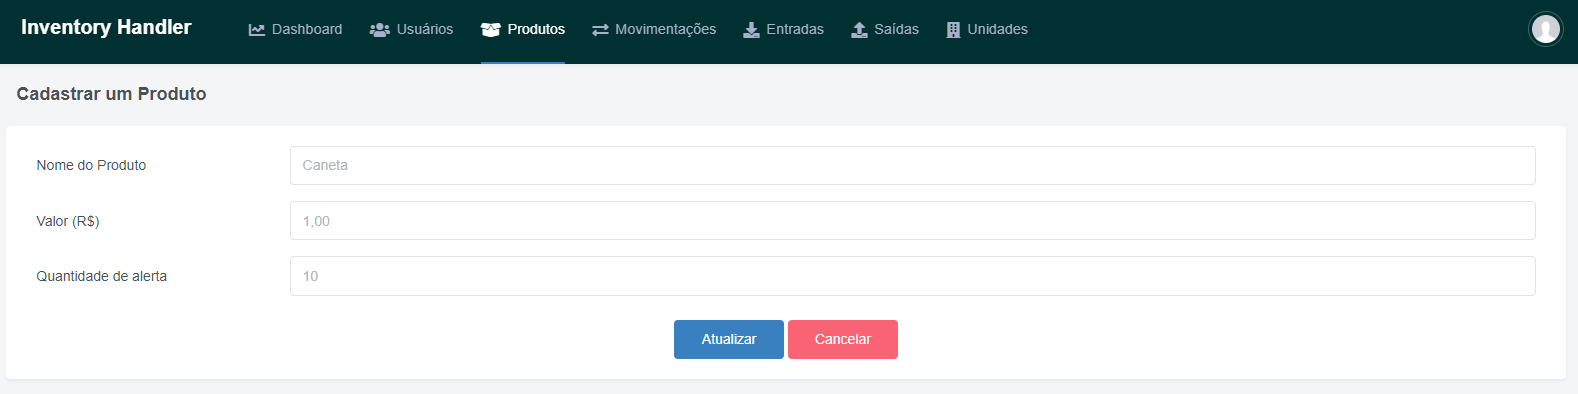 Inventory Handler Dashboard Usuários Produtos Movimentações Entradas Saídas Unidades
Cadastrar um Produto
Nome do Produto Caneta
Valor (R$) 1,00
Quantidade de alerta 10
Atualizar Cancelar